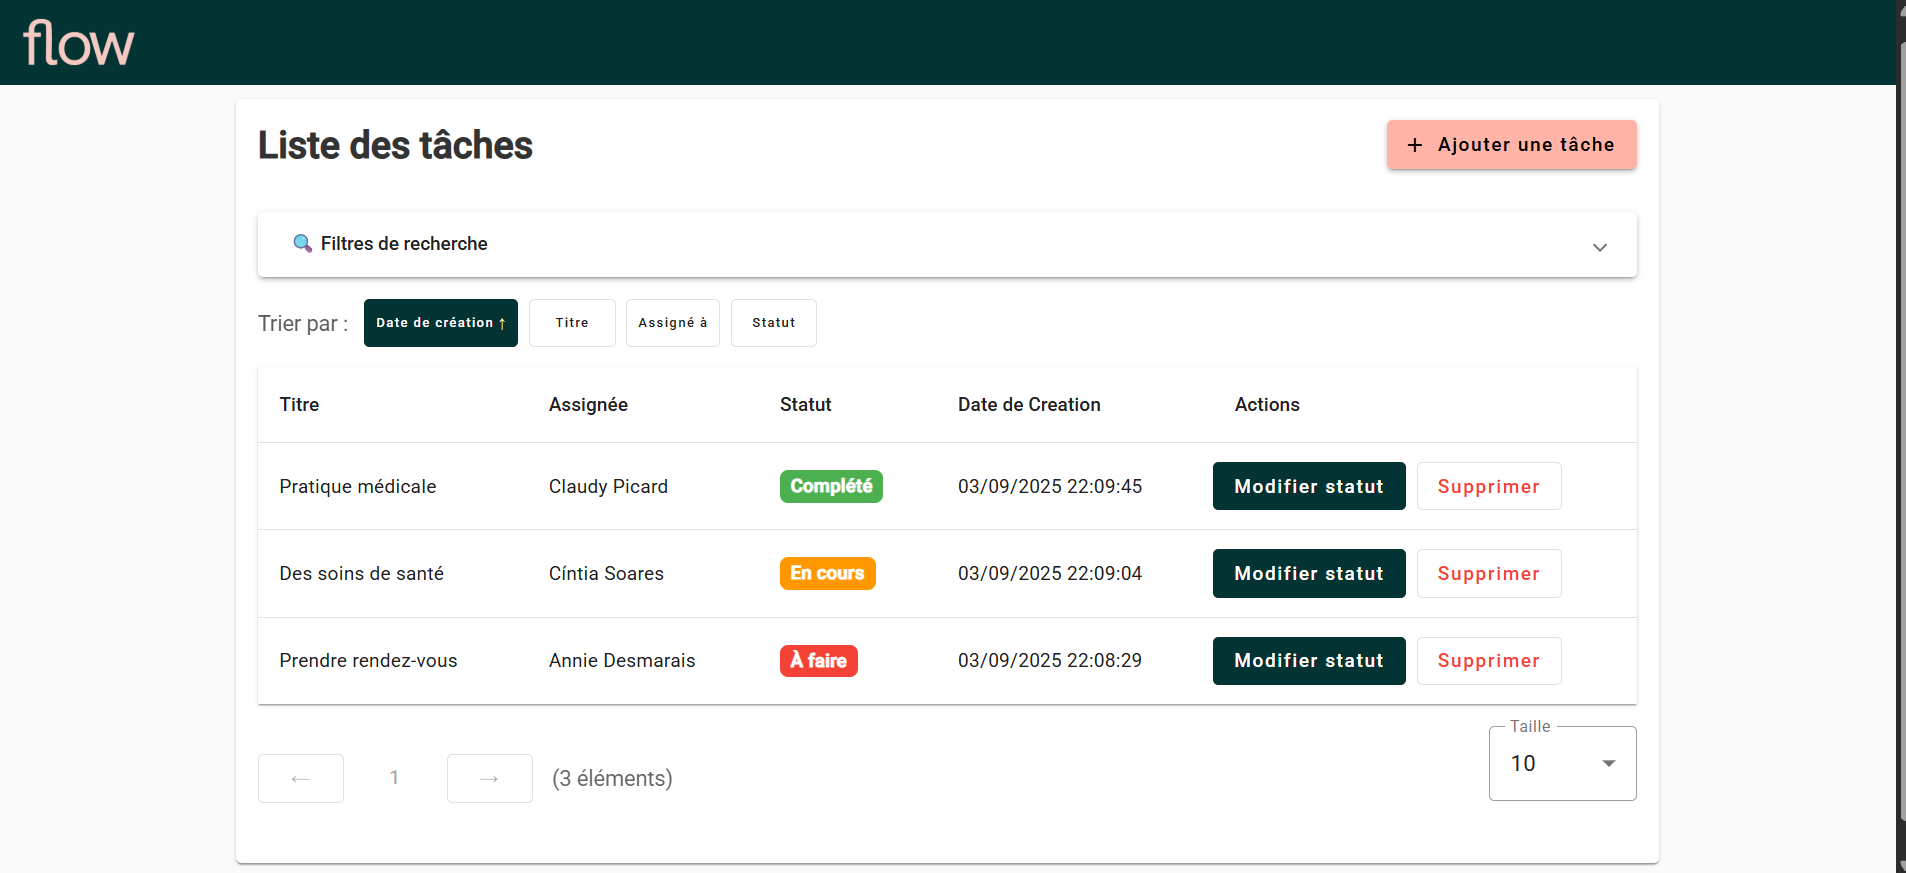 flow
Liste des tâches
+ Ajouter une tâche
🔍 Filtres de recherche
Trier par : Date de création ↑ Titre Assigné à Statut
Titre Assignée Statut Date de Creation Actions
Pratique médicale Claudy Picard Complété 03/09/2025 22:09:45 Modifier statut Supprimer
Des soins de santé Cíntia Soares En cours 03/09/2025 22:09:04 Modifier statut Supprimer
Prendre rendez-vous Annie Desmarais À faire 03/09/2025 22:08:29 Modifier statut Supprimer
Taille
← 1 → (3 éléments) 10